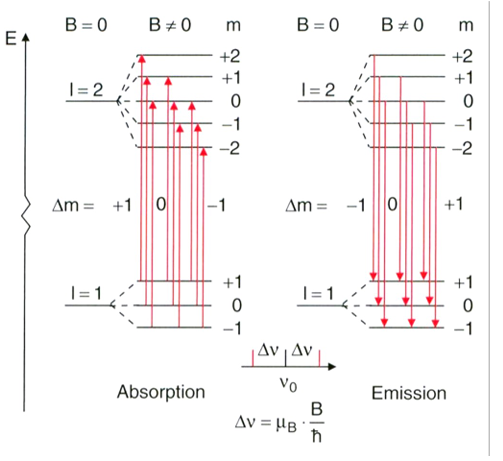 B = 0 B ≠ 0 m B = 0 B ≠ 0 m
E
+2 +2
+1 +1
l = 2 0 l = 2 0
−1 −1
−2 −2
Δm = +1 0 −1 Δm = −1 0 +1
+1 +1
l = 1 0 l = 1 0
−1 −1
Δν Δν
ν₀
Absorption Emission
Δν = μ_B · B/ħ